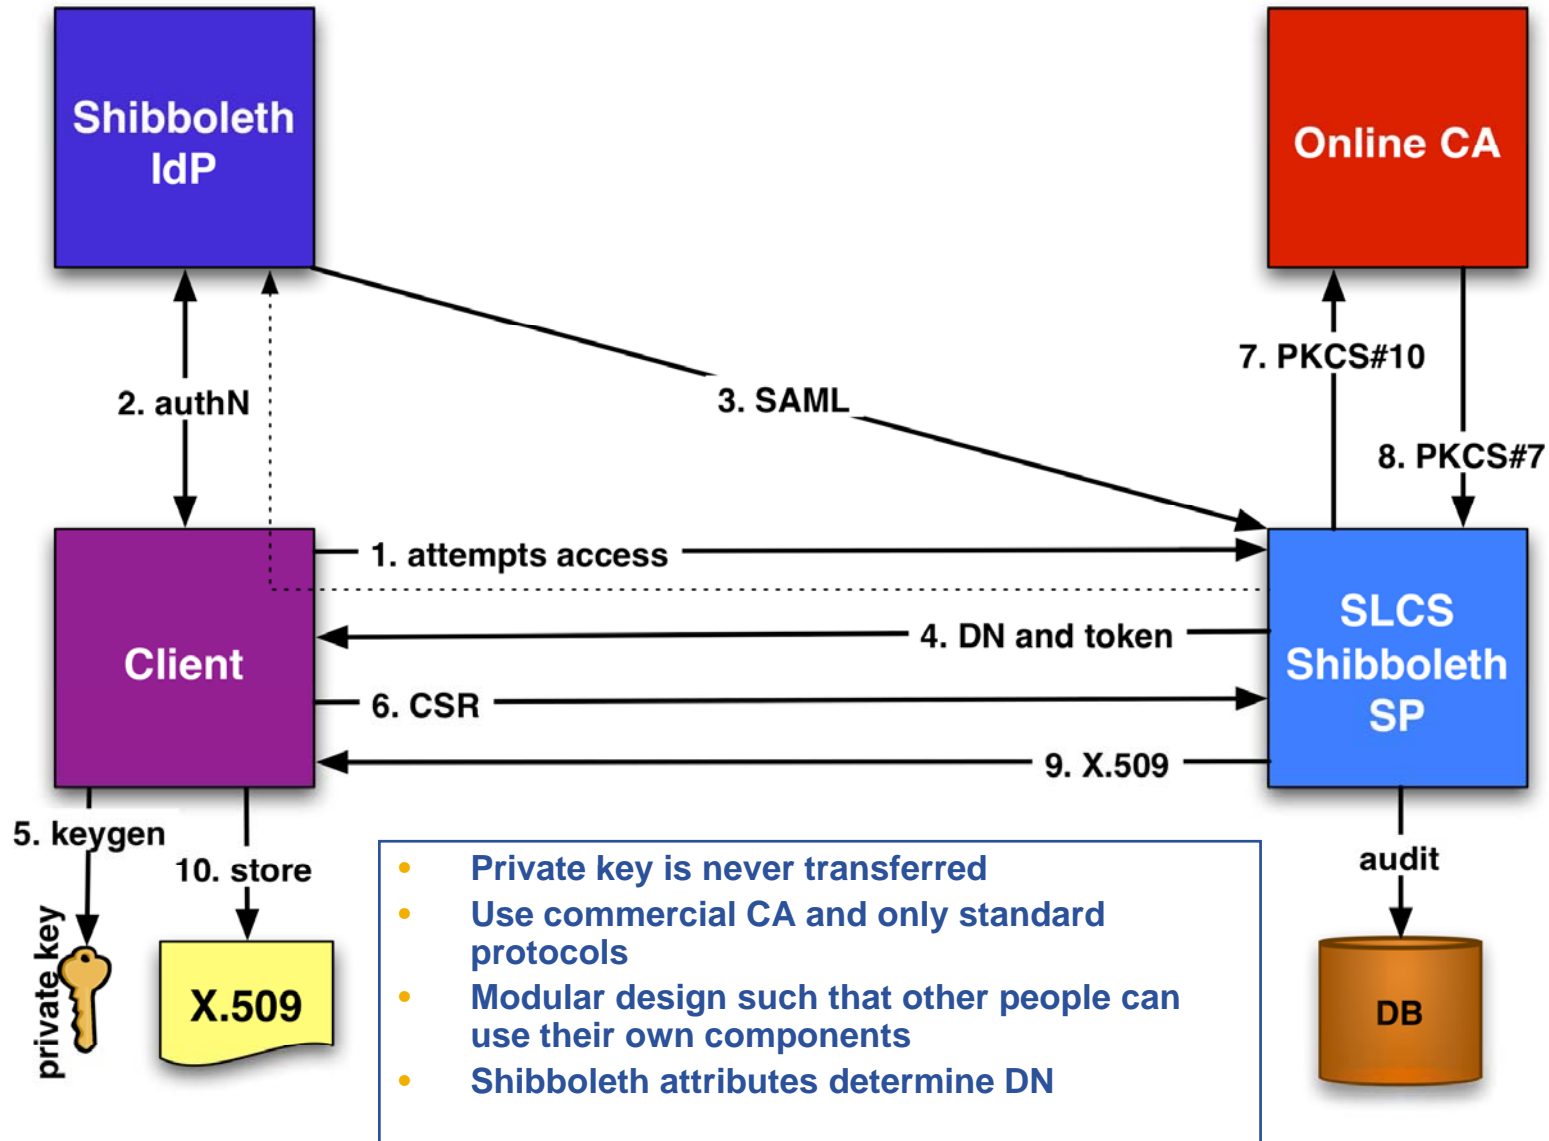 Shibboleth
IdP
Online CA
7. PKCS#10
2. authN
3. SAML
8. PKCS#7
1. attempts access
SLCS
Shibboleth
SP
4. DN and token
Client
6. CSR
9. X.509
5. keygen
10. store
audit
private key
X.509
DB
• Private key is never transferred
• Use commercial CA and only standard
protocols
• Modular design such that other people can
use their own components
• Shibboleth attributes determine DN